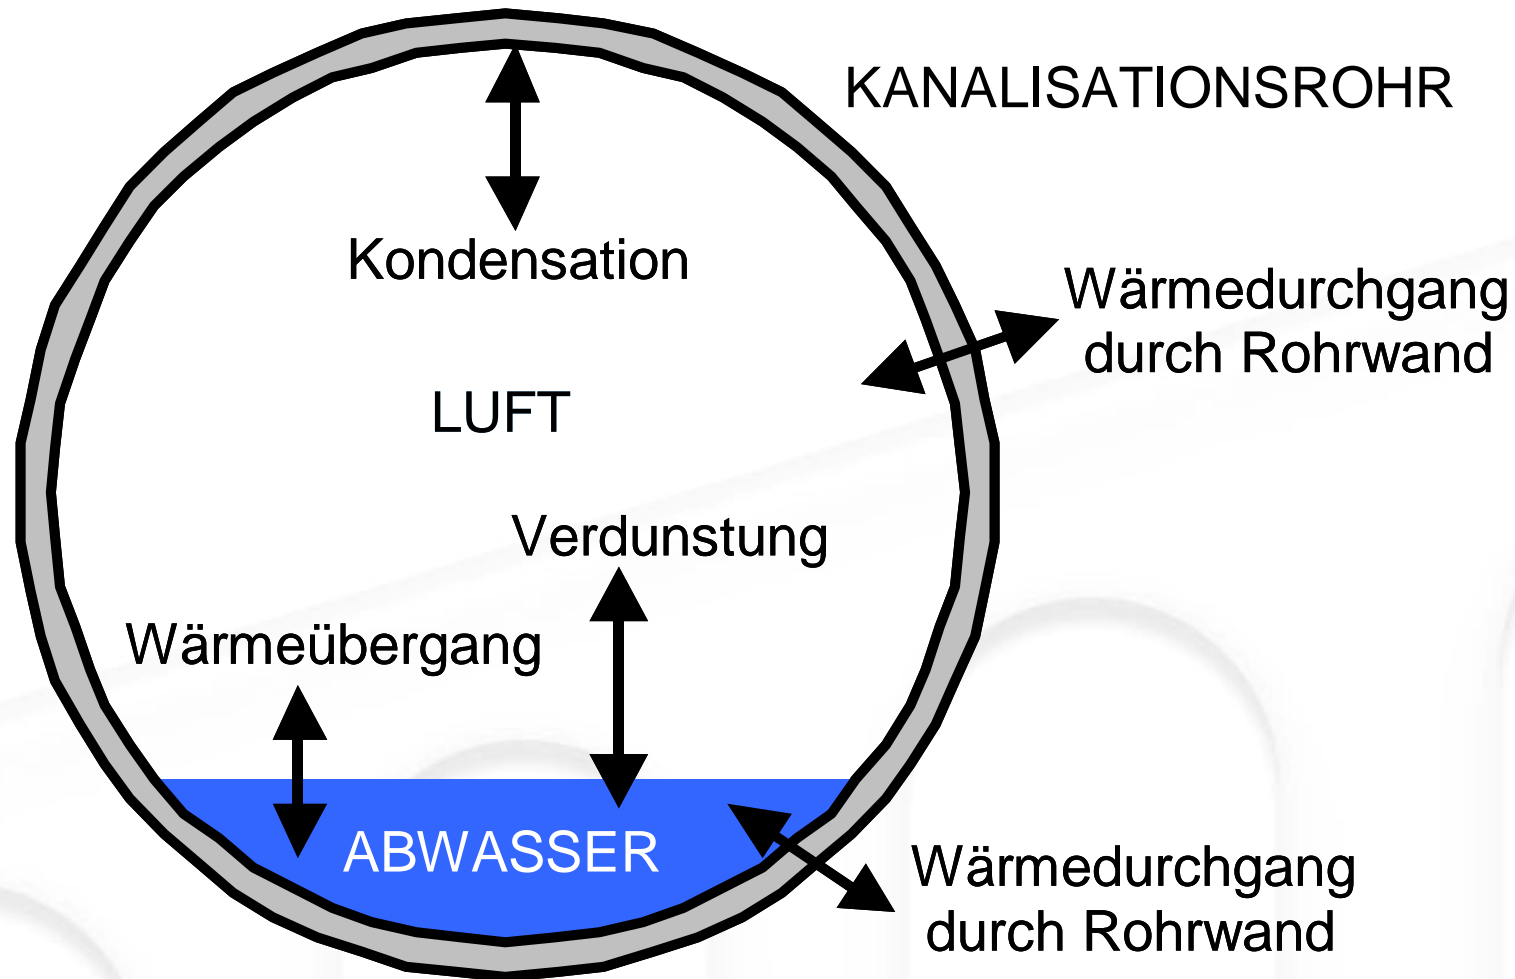 KANALISATIONSROHR
Kondensation
Wärmedurchgang
durch Rohrwand
LUFT
Verdunstung
Wärmeübergang
ABWASSER
Wärmedurchgang
durch Rohrwand